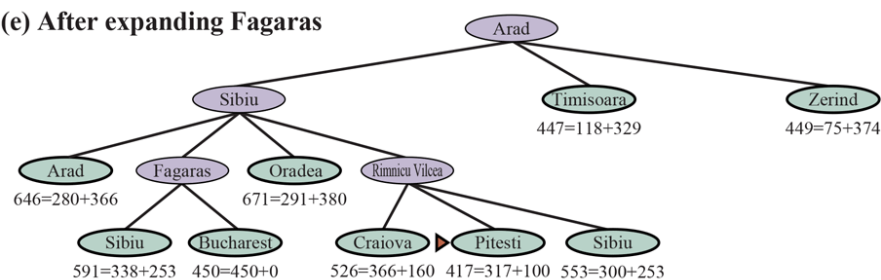 (e) After expanding Fagaras
Arad
Sibiu
Timisoara
Zerind
447=118+329
449=75+374
Arad
Fagaras
Oradea
Rimnicu Vilcea
646=280+366
671=291+380
Sibiu
Bucharest
Craiova
Pitesti
Sibiu
591=338+253
450=450+0
526=366+160
417=317+100
553=300+253